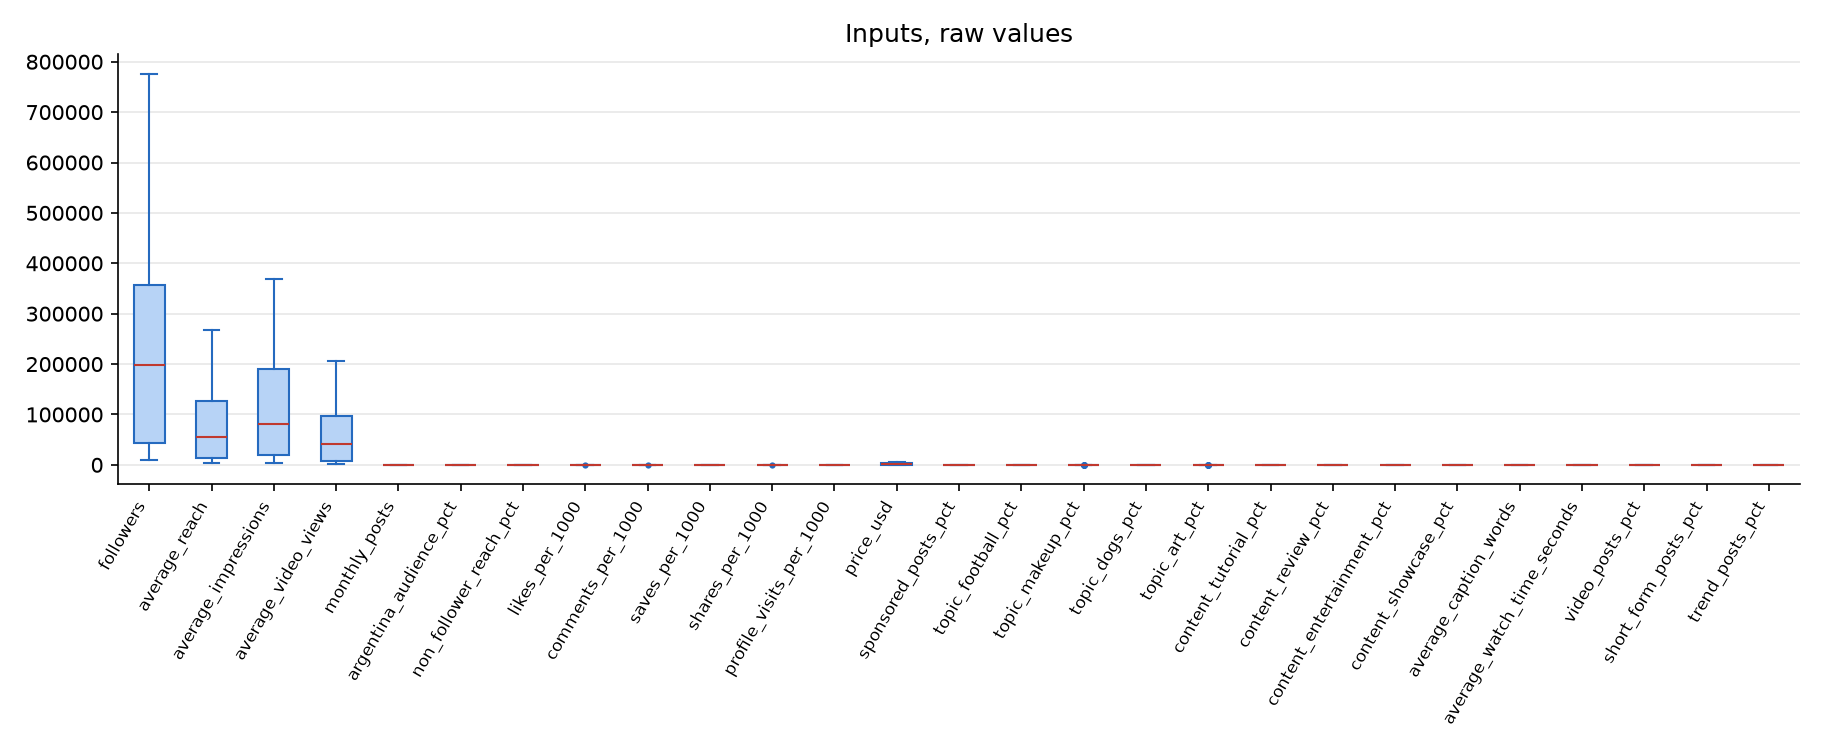 Inputs, raw values
800000
700000
600000
500000
400000
300000
200000
100000
0
followers
average_reach
average_impressions
average_video_views
monthly_posts
argentina_audience_pct
non_follower_reach_pct
likes_per_1000
comments_per_1000
saves_per_1000
shares_per_1000
profile_visits_per_1000
price_usd
sponsored_posts_pct
topic_football_pct
topic_makeup_pct
topic_dogs_pct
topic_art_pct
content_tutorial_pct
content_review_pct
content_entertainment_pct
content_showcase_pct
average_caption_words
average_watch_time_seconds
video_posts_pct
short_form_posts_pct
trend_posts_pct